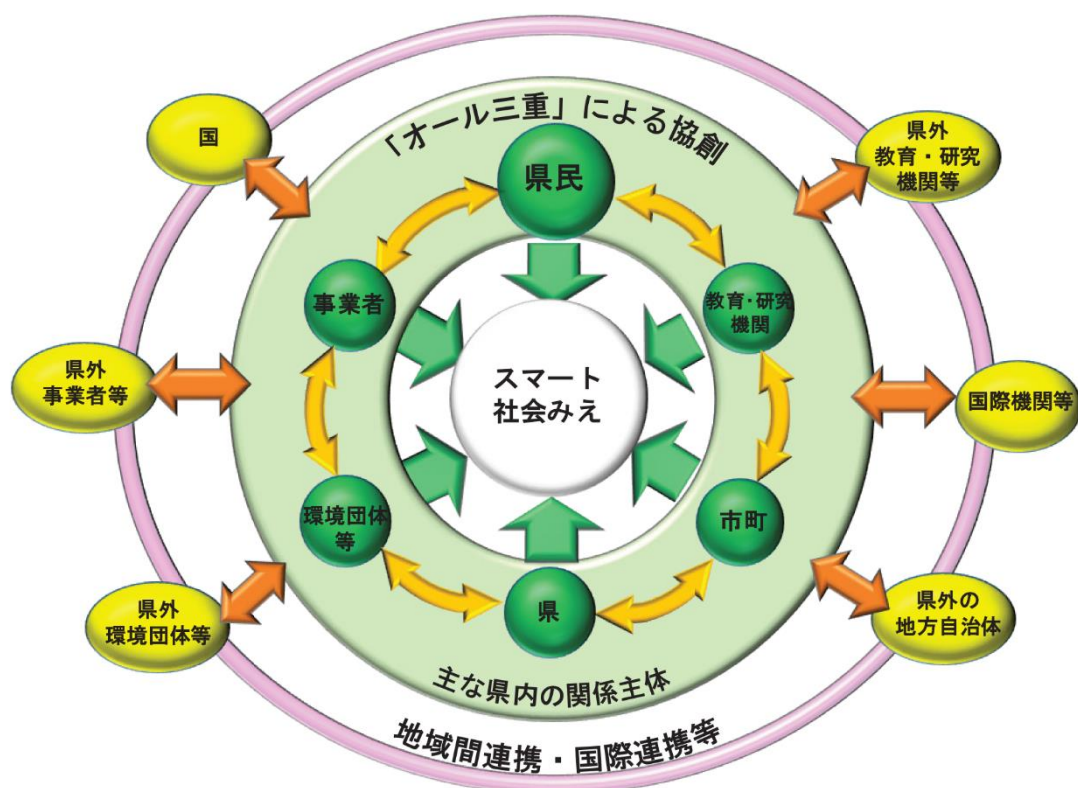 「オール三重」による協創
国
県外
教育・研究
機関等
県民
事業者
教育・研究
機関
県外
事業者等
スマート
社会みえ
国際機関等
環境団体
等
市町
県外
環境団体等
県
県外の
地方自治体
主な県内の関係主体
地域間連携・国際連携等